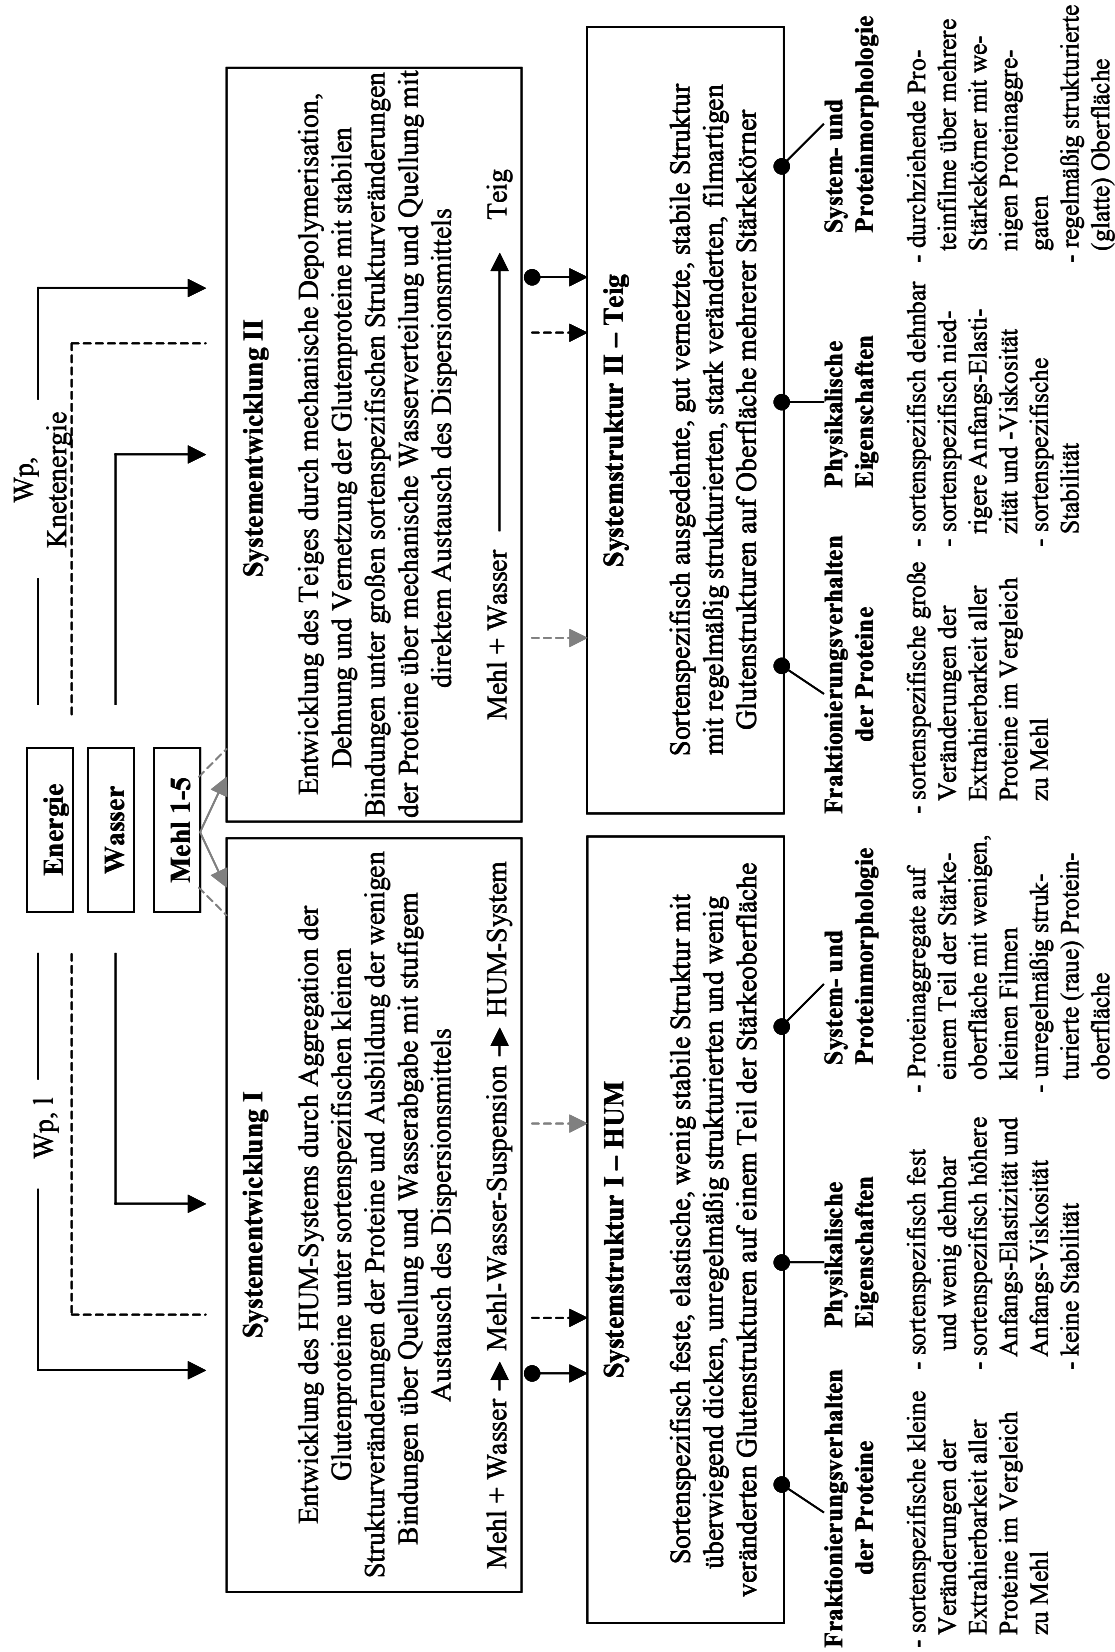 Wp, l
Wp,
Knetenergie
Energie
Wasser
Mehl 1-5
Systementwicklung I
Entwicklung des HUM-Systems durch Aggregation der
Glutenproteine unter sortenspezifischen kleinen
Strukturveränderungen der Proteine und Ausbildung der wenigen
Bindungen über Quellung und Wasserabgabe mit stufigem
Austausch des Dispersionsmittels
Mehl + Wasser Mehl-Wasser-Suspension HUM-System
Systementwicklung II
Entwicklung des Teiges durch mechanische Depolymerisation,
Dehnung und Vernetzung der Glutenproteine mit stabilen
Bindungen unter großen sortenspezifischen Strukturveränderungen
der Proteine über mechanische Wasserverteilung und Quellung mit
direktem Austausch des Dispersionsmittels
Mehl + Wasser Teig
Systemstruktur I – HUM
Sortenspezifisch feste, elastische, wenig stabile Struktur mit
überwiegend dicken, unregelmäßig strukturierten und wenig
veränderten Glutenstrukturen auf einem Teil der Stärkeoberfläche
Systemstruktur II – Teig
Sortenspezifisch ausgedehnte, gut vernetzte, stabile Struktur
mit regelmäßig strukturierten, stark veränderten, filmartigen
Glutenstrukturen auf Oberfläche mehrerer Stärkekörner
Fraktionierungsverhalten
der Proteine
- sortenspezifische kleine
Veränderungen der
Extrahierbarkeit aller
Proteine im Vergleich
zu Mehl
Physikalische
Eigenschaften
- sortenspezifisch fest
und wenig dehnbar
- sortenspezifisch höhere
Anfangs-Elastizität und
Anfangs-Viskosität
- keine Stabilität
System- und
Proteinmorphologie
- Proteinaggregate auf
einem Teil der Stärke-
oberfläche mit wenigen,
kleinen Filmen
- unregelmäßig struk-
turierte (raue) Protein-
oberfläche
Fraktionierungsverhalten
der Proteine
- sortenspezifische große
Veränderungen der
Extrahierbarkeit aller
Proteine im Vergleich
zu Mehl
Physikalische
Eigenschaften
- sortenspezifisch dehnbar
- sortenspezifisch nied-
rigere Anfangs-Elasti-
zität und -Viskosität
- sortenspezifische
Stabilität
System- und
Proteinmorphologie
- durchziehende Pro-
teinfilme über mehrere
Stärkekörner mit we-
nigen Proteinaggre-
gaten
- regelmäßig strukturierte
(glatte) Oberfläche